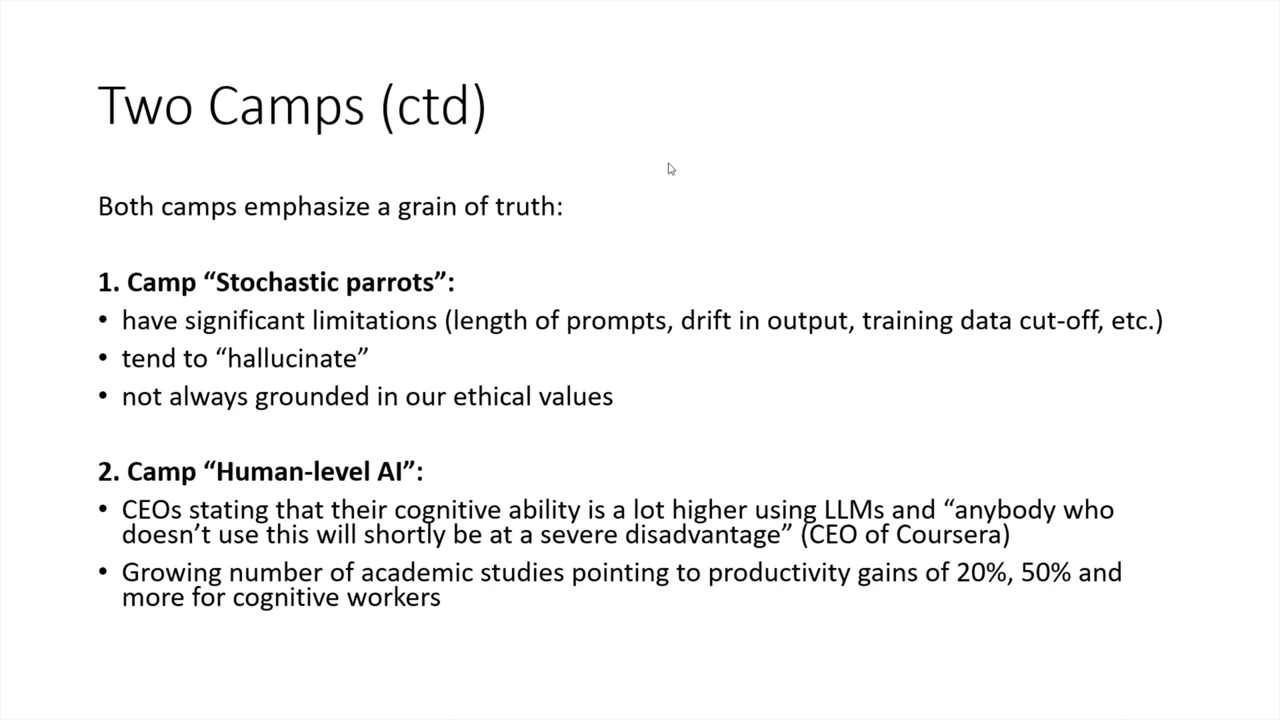 Two Camps (ctd)
Both camps emphasize a grain of truth:
1. Camp “Stochastic parrots”:
• have significant limitations (length of prompts, drift in output, training data cut-off, etc.)
• tend to “hallucinate”
• not always grounded in our ethical values
2. Camp “Human-level AI”:
• CEOs stating that their cognitive ability is a lot higher using LLMs and “anybody who
doesn’t use this will shortly be at a severe disadvantage” (CEO of Coursera)
• Growing number of academic studies pointing to productivity gains of 20%, 50% and
more for cognitive workers